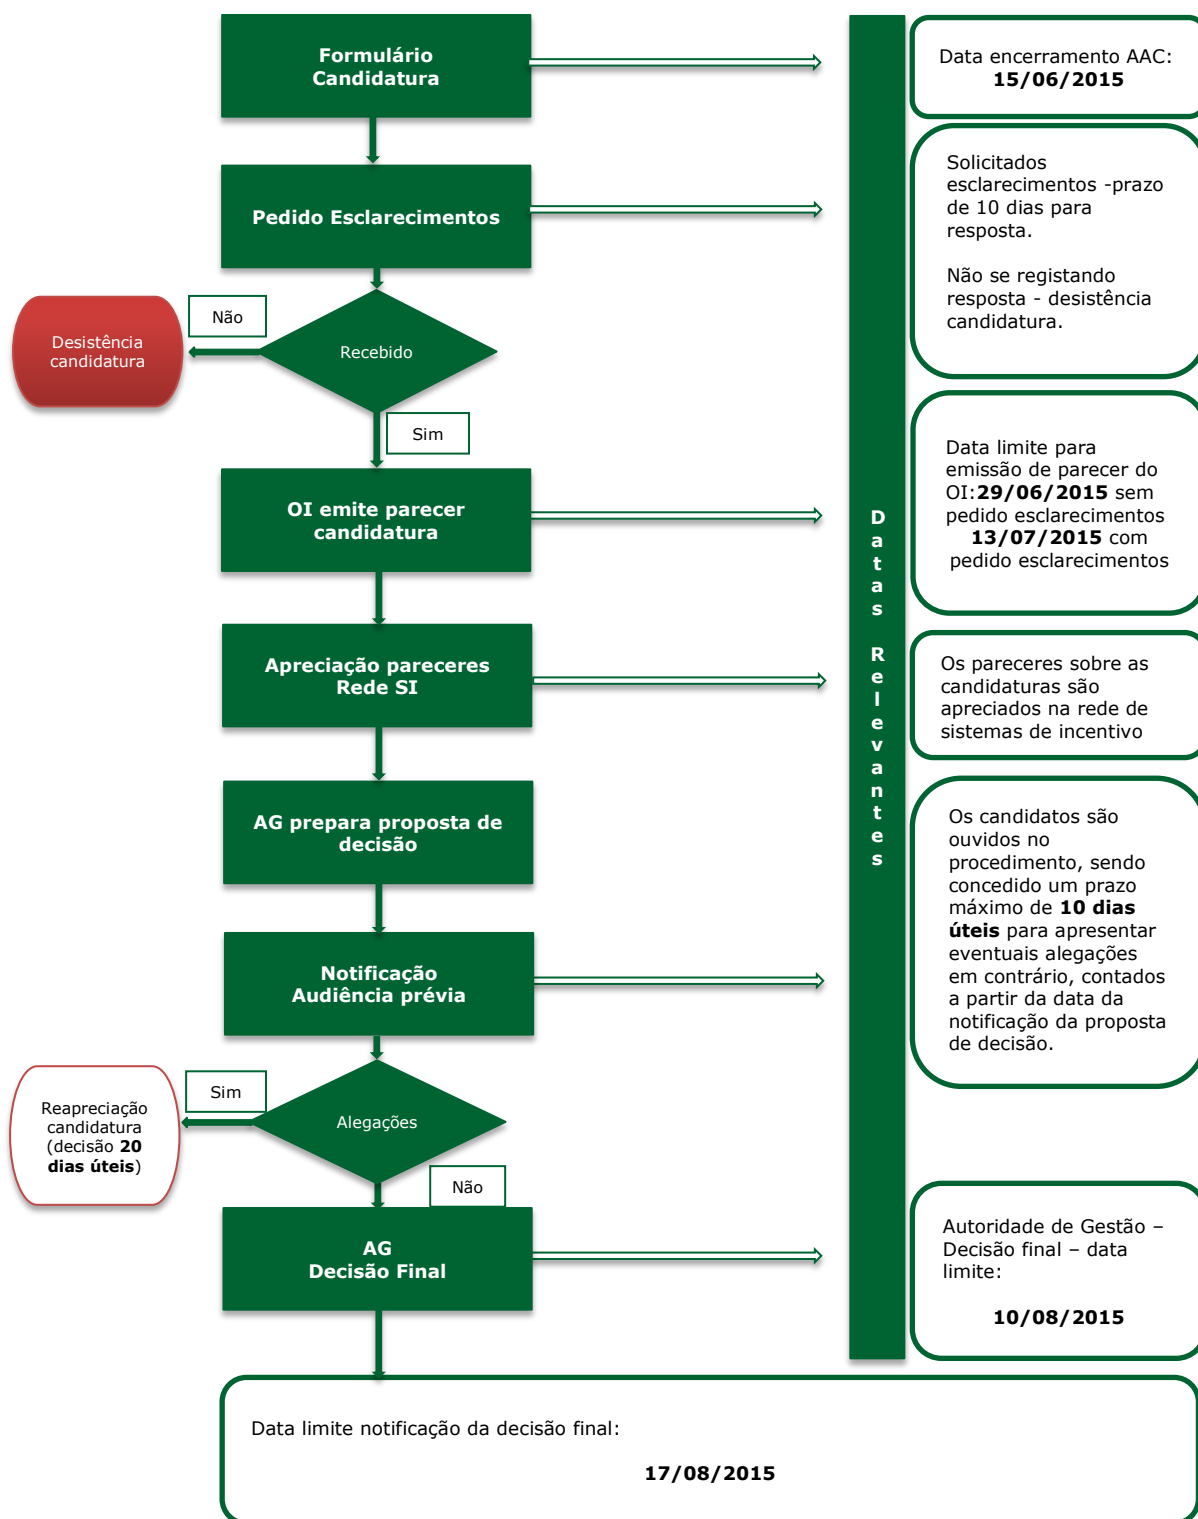 Formulário
Candidatura
Data encerramento AAC:
15/06/2015
Pedido Esclarecimentos
Solicitados
esclarecimentos -prazo
de 10 dias para
resposta.
Não se registando
resposta - desistência
candidatura.
Não
Desistência
candidatura
Recebido
Sim
OI emite parecer
candidatura
Data limite para
emissão de parecer do
OI:29/06/2015 sem
pedido esclarecimentos
13/07/2015 com
pedido esclarecimentos
D
a
t
a
s
R
e
l
e
v
a
n
t
e
s
Apreciação pareceres
Rede SI
Os pareceres sobre as
candidaturas são
apreciados na rede de
sistemas de incentivo
AG prepara proposta de
decisão
Os candidatos são
ouvidos no
procedimento, sendo
concedido um prazo
máximo de 10 dias
úteis para apresentar
eventuais alegações
em contrário, contados
a partir da data da
notificação da proposta
de decisão.
Notificação
Audiência prévia
Sim
Reapreciação
candidatura
(decisão 20
dias úteis)
Alegações
Não
AG
Decisão Final
Autoridade de Gestão –
Decisão final – data
limite:
10/08/2015
Data limite notificação da decisão final:
17/08/2015